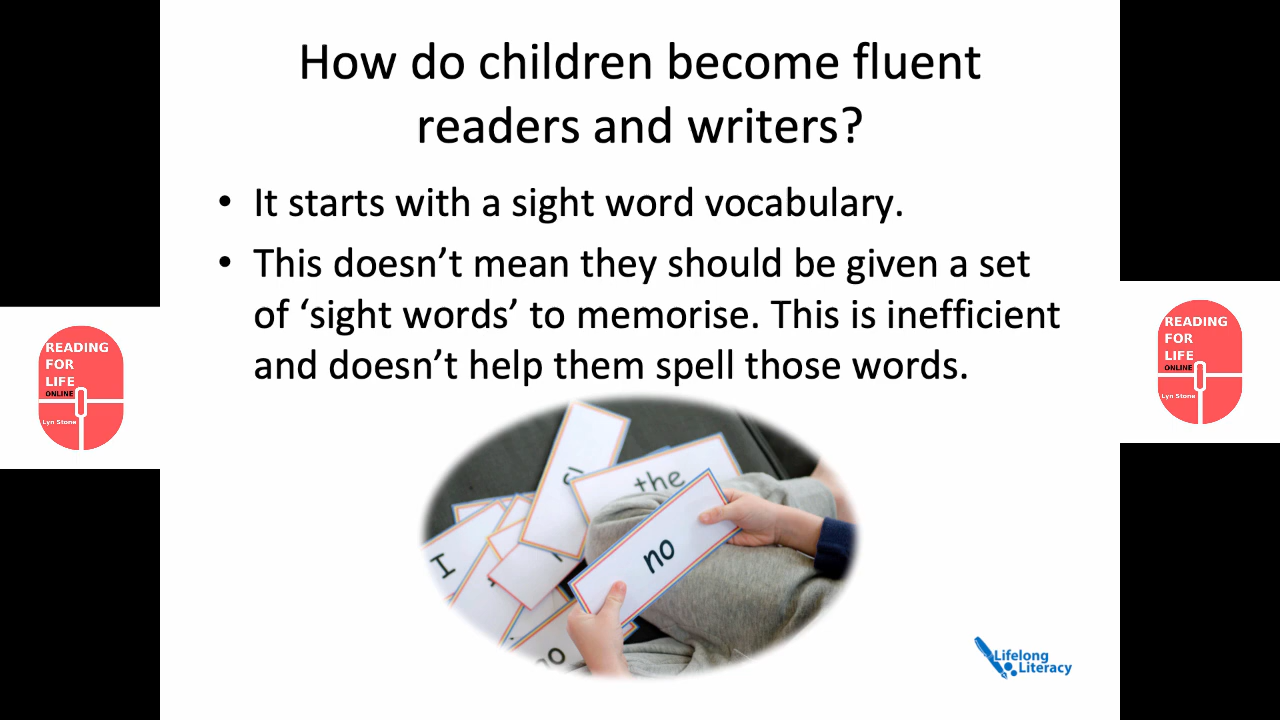 How do children become fluent
readers and writers?
• It starts with a sight word vocabulary.
• This doesn’t mean they should be given a set
of ‘sight words’ to memorise. This is inefficient
and doesn’t help them spell those words.
READING
FOR
LIFE
ONLINE
Lyn Stone
READING
FOR
LIFE
ONLINE
Lyn Stone
the
no
I
no
Lifelong
Literacy